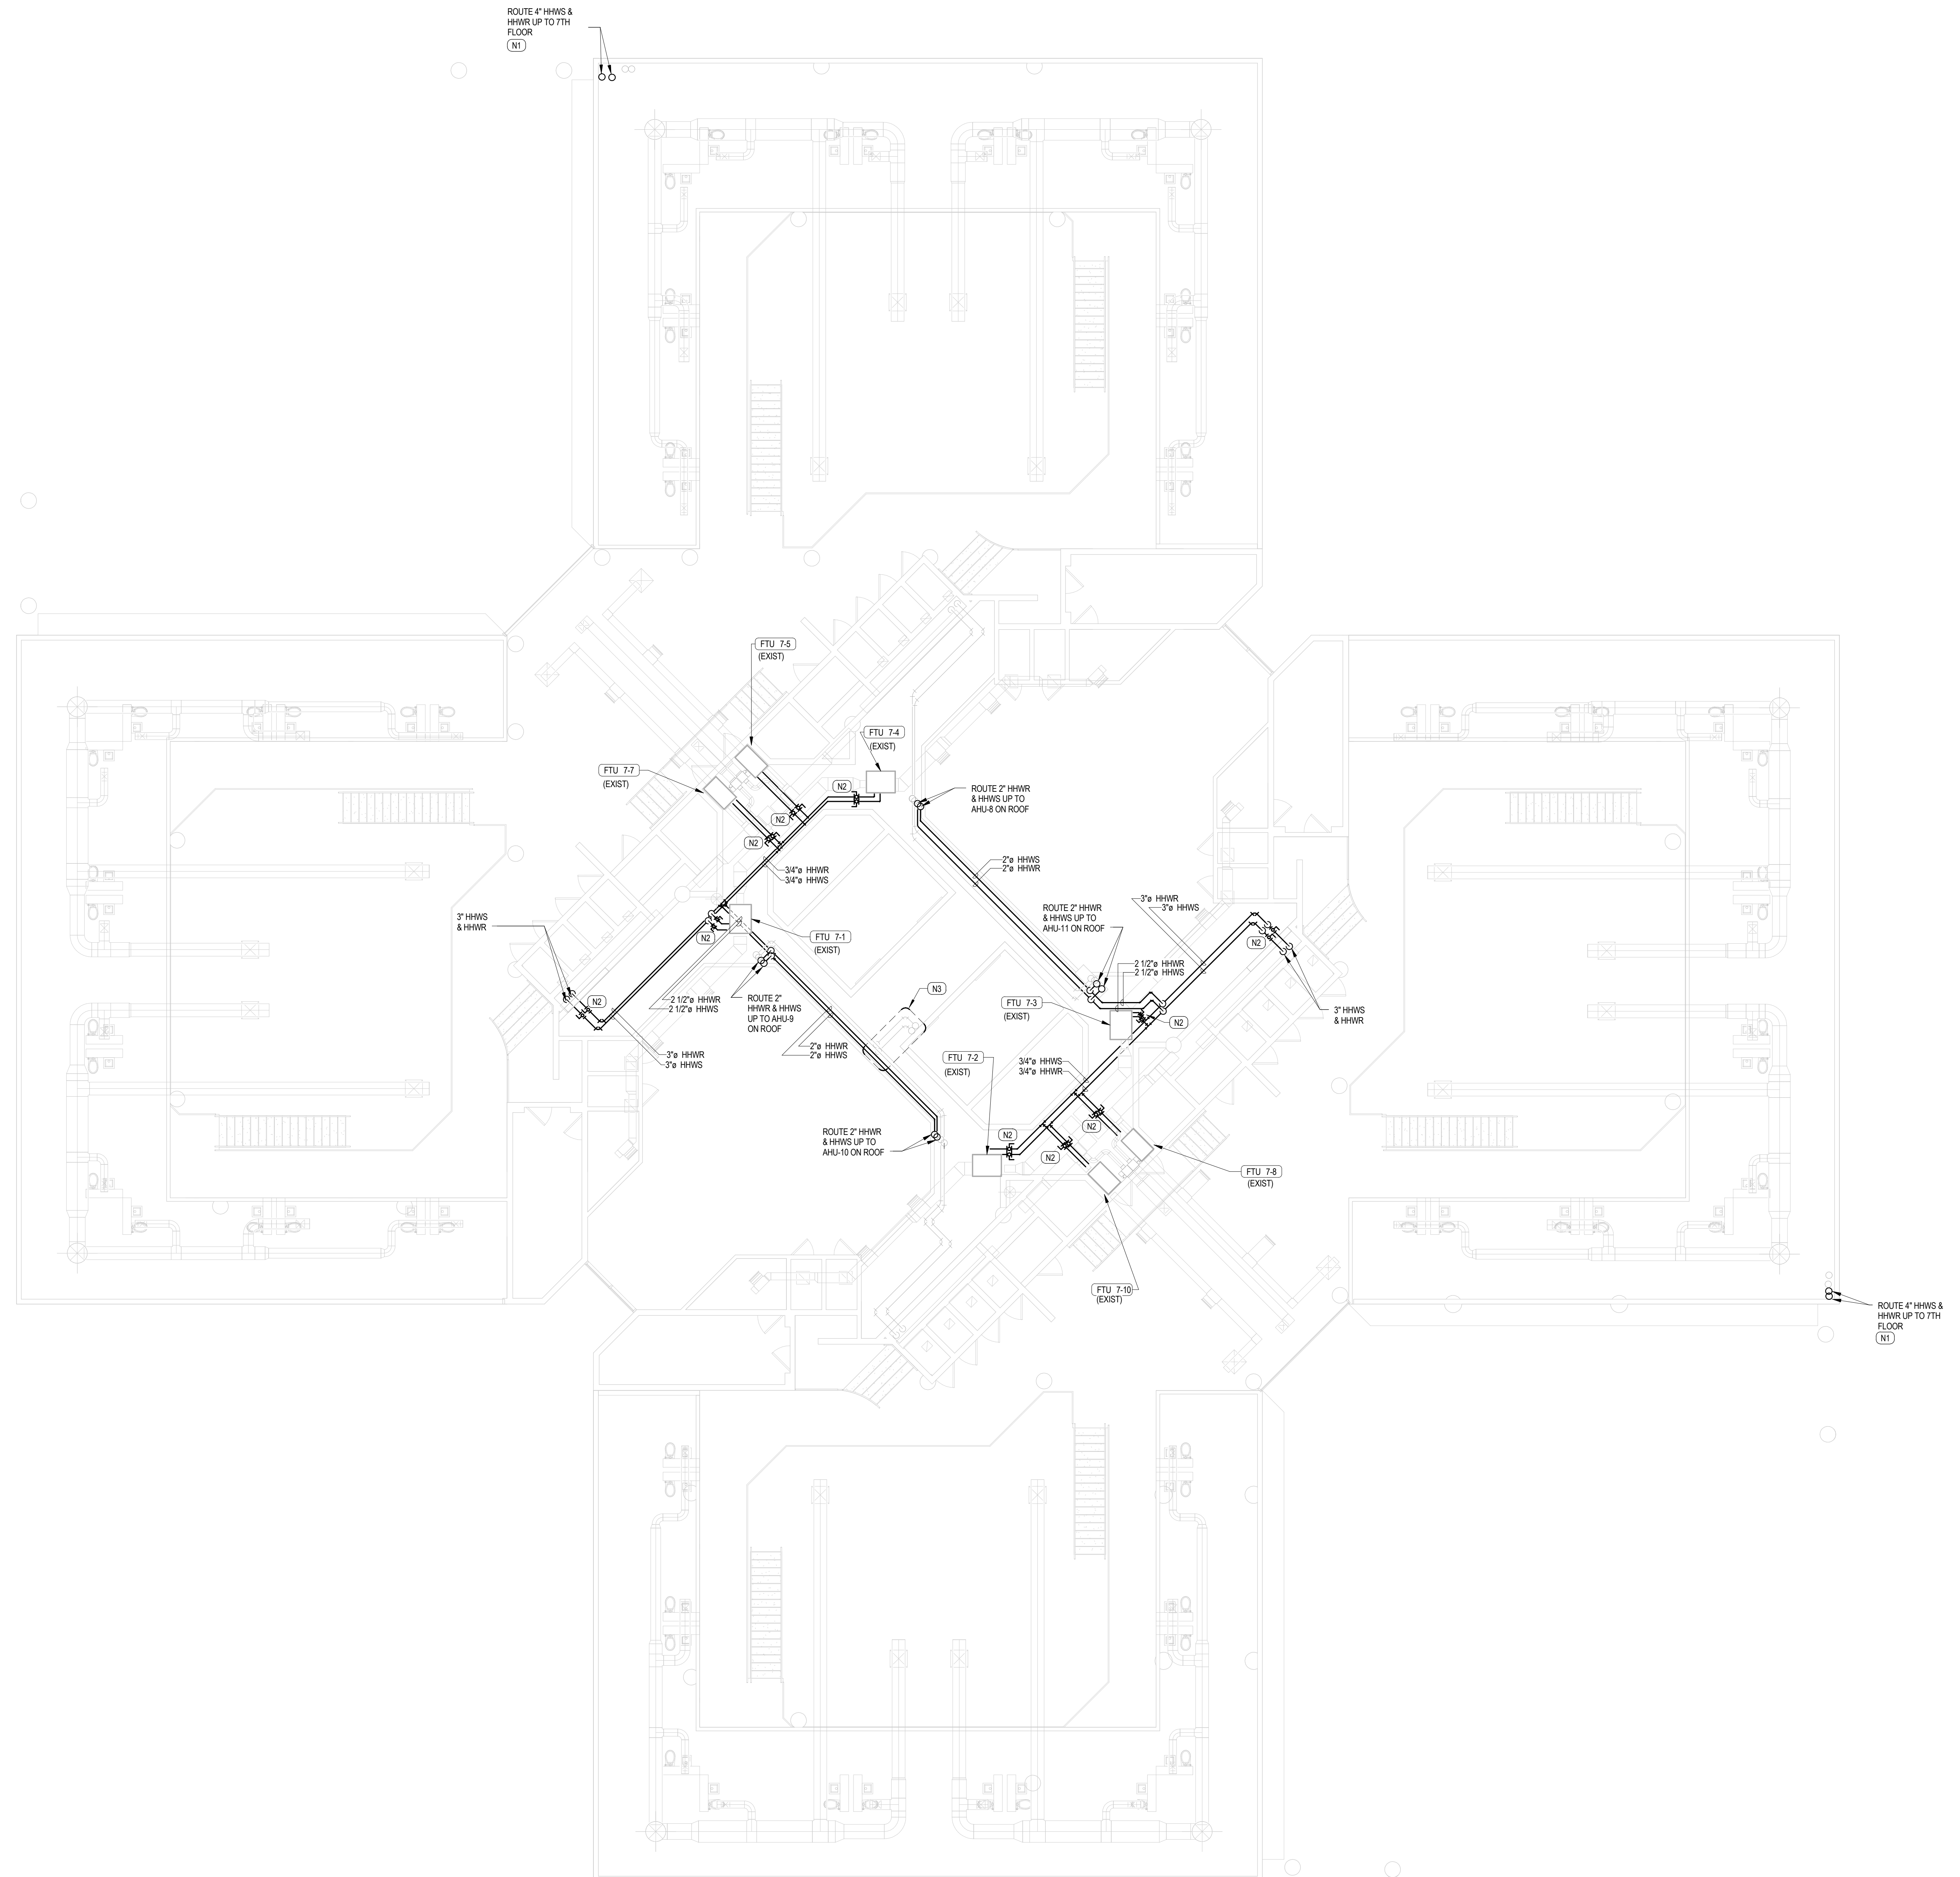 ROUTE 4" HHWS &
HHWR UP TO 7TH
FLOOR
N1
FTU 7-5
(EXIST)
FTU 7-4
(EXIST)
FTU 7-7
(EXIST)
N2
N2
N2
ROUTE 2" HHWR
& HHWS UP TO
AHU-8 ON ROOF
2"ø HHWS
2"ø HHWR
3/4"ø HHWR
3/4"ø HHWS
3" HHWS
& HHWR
N2
FTU 7-1
(EXIST)
ROUTE 2" HHWR
& HHWS UP TO
AHU-11 ON ROOF
3"ø HHWR
3"ø HHWS
N2
2 1/2"ø HHWR
2 1/2"ø HHWS
N2
2 1/2"ø HHWR
2 1/2"ø HHWS
ROUTE 2"
HHWR & HHWS
UP TO AHU-9
ON ROOF
N3
FTU 7-3
(EXIST)
N2
3" HHWS
& HHWR
3"ø HHWR
3"ø HHWS
2"ø HHWR
2"ø HHWS
FTU 7-2
(EXIST)
3/4"ø HHWS
3/4"ø HHWR
ROUTE 2" HHWR
& HHWS UP TO
AHU-10 ON ROOF
N2
N2
N2
FTU 7-8
(EXIST)
FTU 7-10
(EXIST)
ROUTE 4" HHWS &
HHWR UP TO 7TH
FLOOR
N1